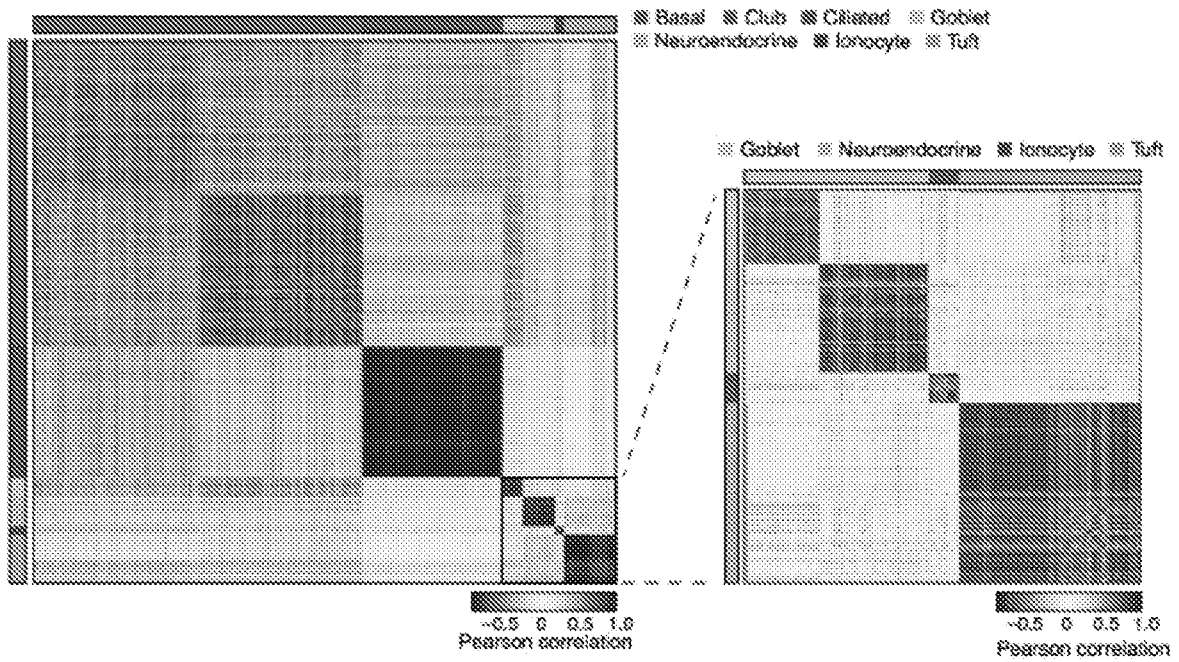 Basal Club Ciliated Goblet
Neuroendocrine Ionocyte Tuft
Goblet Neuroendocrine Ionocyte Tuft
-0.5 0 0.5 1.0
Pearson correlation
-0.5 0 0.5 1.0
Pearson correlation